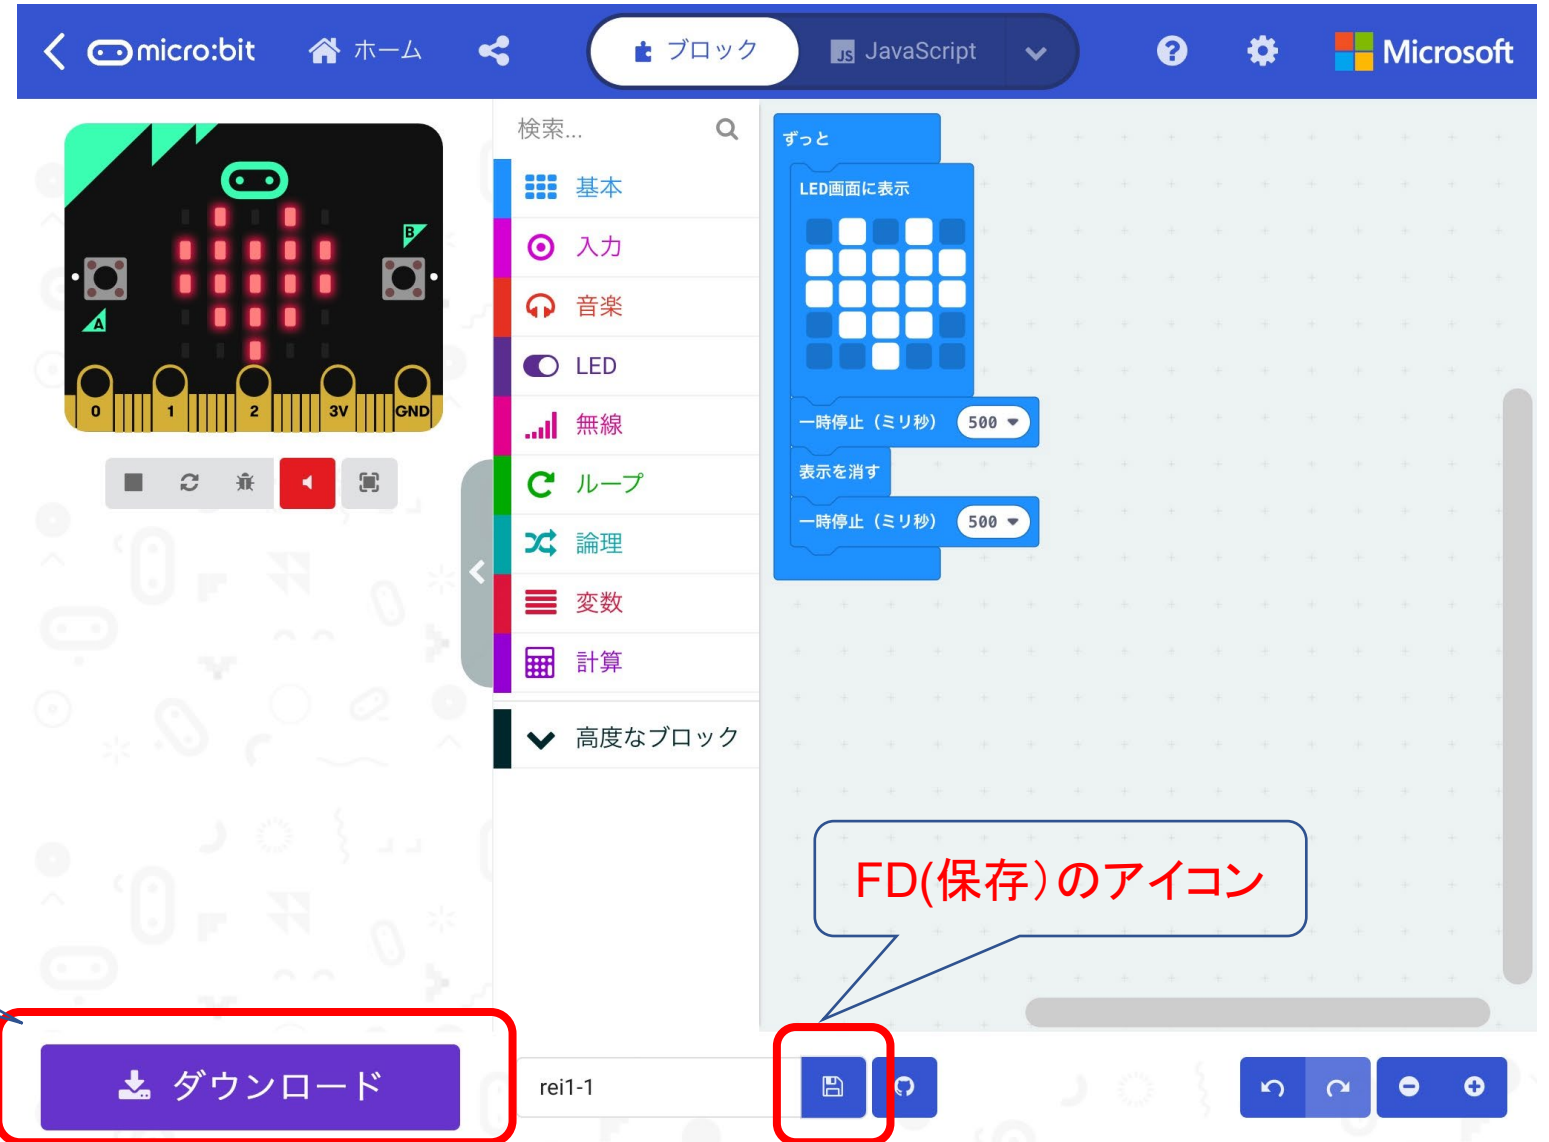 micro:bit ホーム ブロック JS JavaScript Microsoft
検索...
基本
入力
音楽
LED
無線
ループ
論理
変数
計算
高度なブロック
B
A
0 1 2 3V GND
ずっと
LED画面に表示
一時停止（ミリ秒） 500
表示を消す
一時停止（ミリ秒） 500
FD(保存）のアイコン
ダウンロード
rei1-1